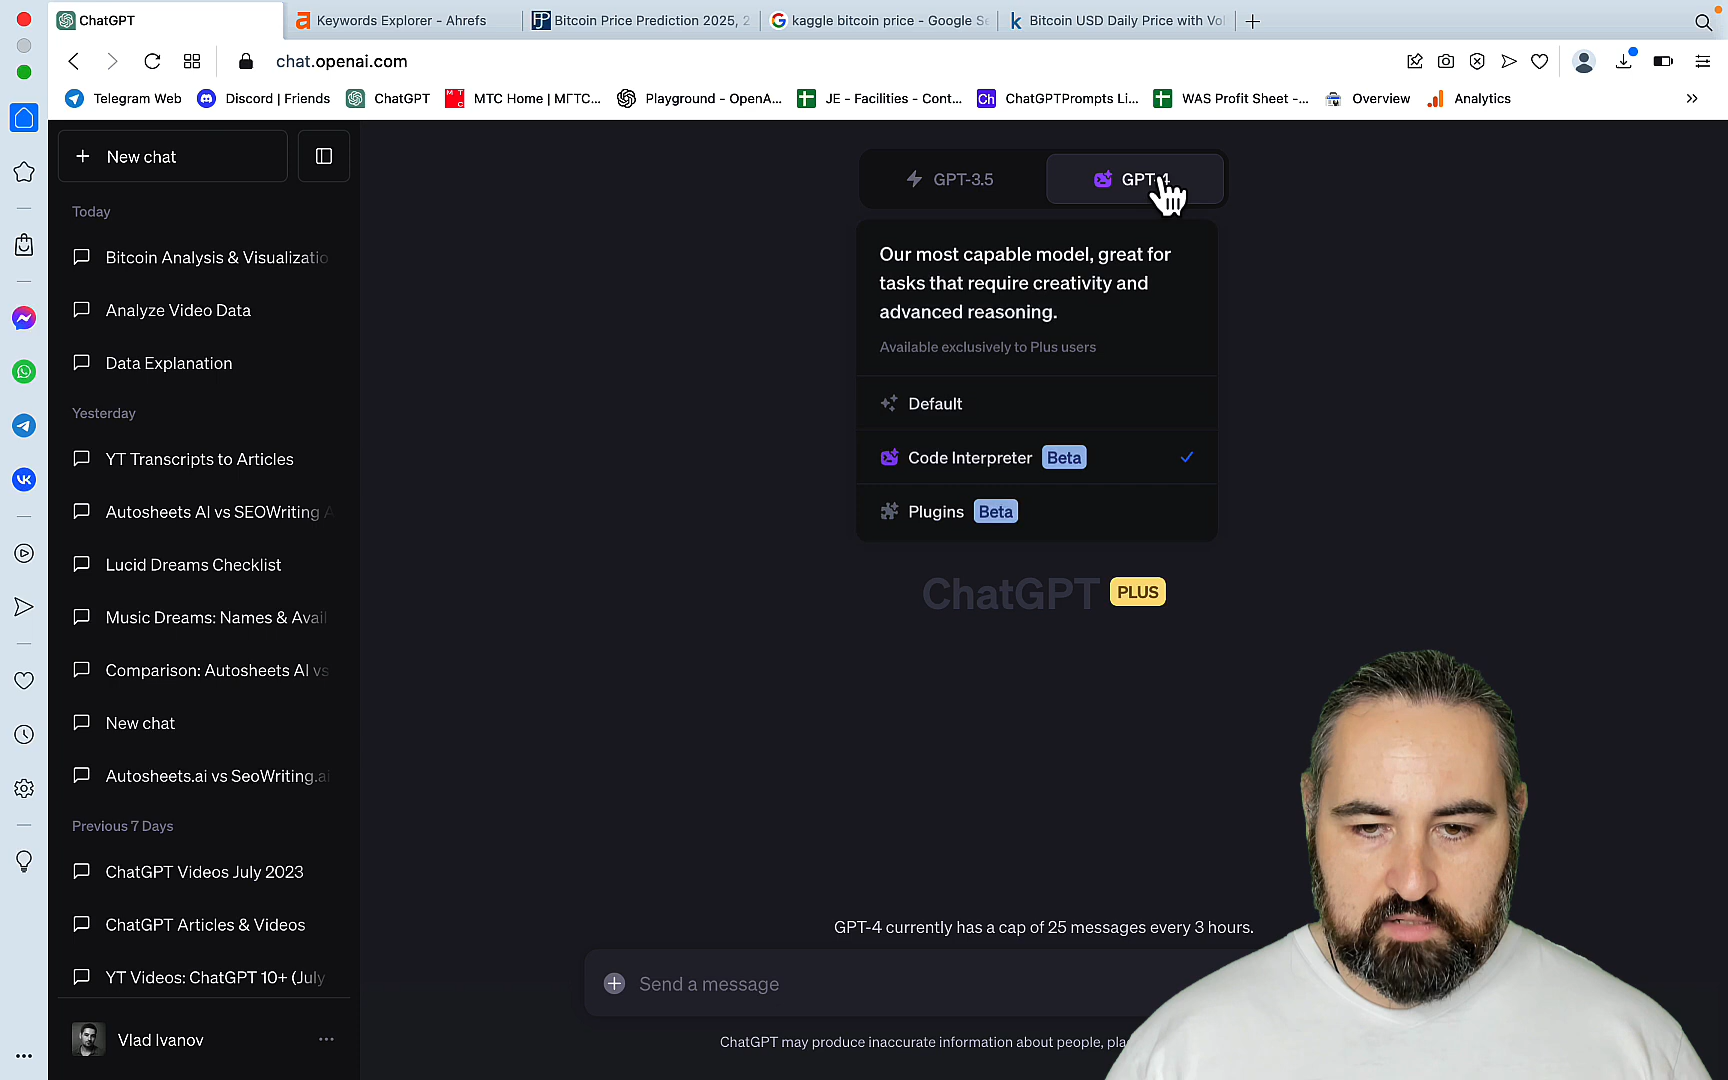 ChatGPT
Keywords Explorer - Ahrefs
Bitcoin Price Prediction 2025, 2
kaggle bitcoin price - Google Se
Bitcoin USD Daily Price with Vol
chat.openai.com
Telegram Web
Discord | Friends
ChatGPT
MTC Home | МГТС...
Playground - OpenA...
JE - Facilities - Cont...
Ch
ChatGPTPrompts Li...
WAS Profit Sheet -...
Overview
Analytics
New chat
Today
Bitcoin Analysis & Visualizatio
Analyze Video Data
Data Explanation
Yesterday
YT Transcripts to Articles
Autosheets AI vs SEOWriting A
Lucid Dreams Checklist
Music Dreams: Names & Avail
Comparison: Autosheets AI vs
New chat
Autosheets.ai vs SeoWriting.ai
Previous 7 Days
ChatGPT Videos July 2023
ChatGPT Articles & Videos
YT Videos: ChatGPT 10+ (July
Vlad Ivanov
GPT-3.5
GPT-4
Our most capable model, great for
tasks that require creativity and
advanced reasoning.
Available exclusively to Plus users
Default
Code Interpreter Beta
Plugins Beta
ChatGPT PLUS
GPT-4 currently has a cap of 25 messages every 3 hours.
Send a message
ChatGPT may produce inaccurate information about people, pla